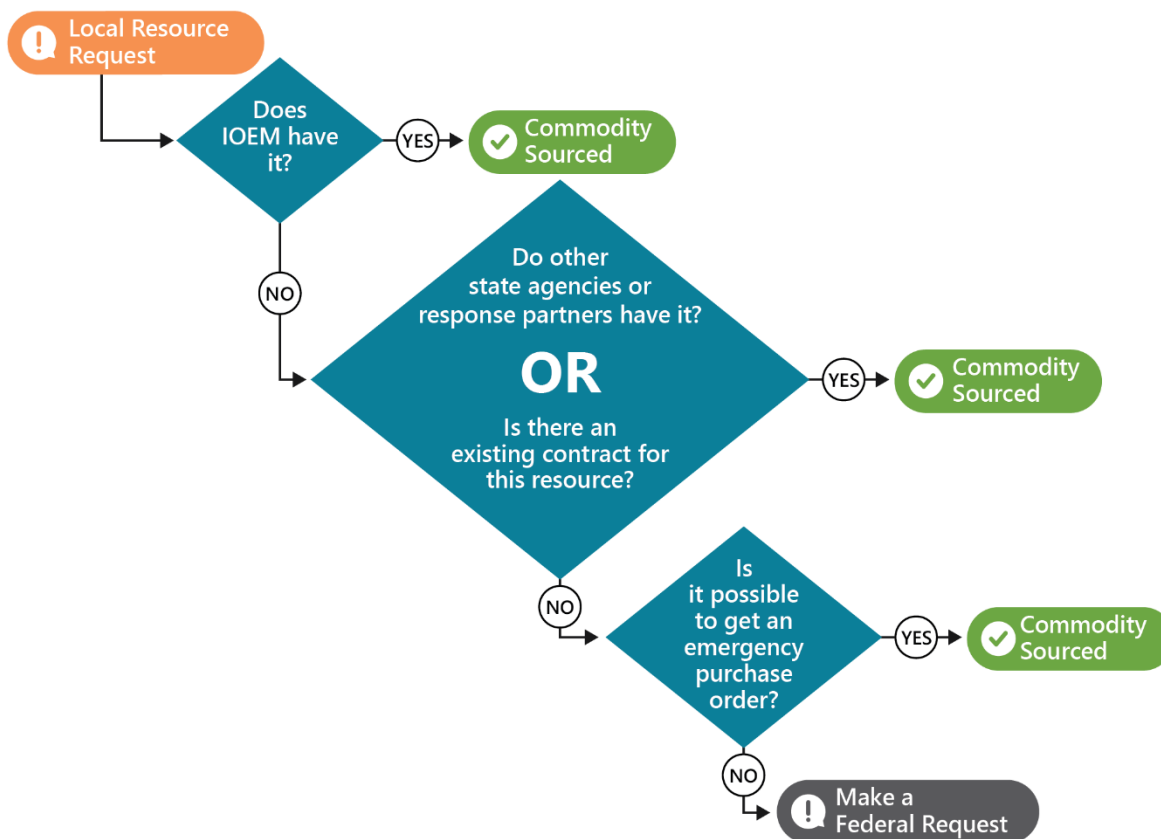 Local Resource
Request
Does
IOEM have
it?
YES
Commodity
Sourced
NO
Do other
state agencies or
response partners have it?
OR
Is there an
existing contract for
this resource?
YES
Commodity
Sourced
NO
Is
it possible
to get an
emergency
purchase
order?
YES
Commodity
Sourced
NO
Make a
Federal Request